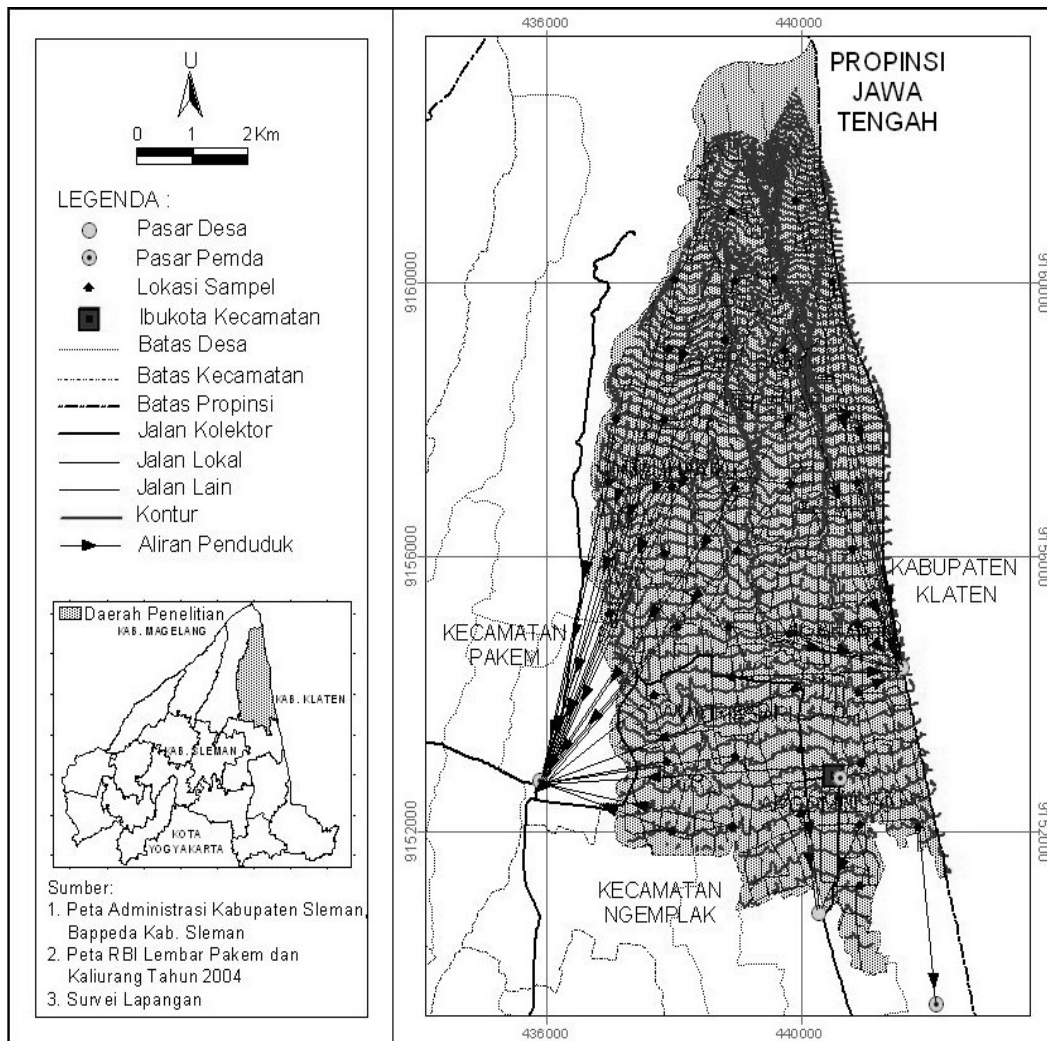 U
0 1 2 Km
LEGENDA :
Pasar Desa
Pasar Pemda
Lokasi Sampel
Ibukota Kecamatan
Batas Desa
Batas Kecamatan
Batas Propinsi
Jalan Kolektor
Jalan Lokal
Jalan Lain
Kontur
Aliran Penduduk
Daerah Penelitian
KAB. MAGELANG
KAB. KLATEN
KAB. SLEMAN
KOTA
YOGYAKARTA
Sumber:
1. Peta Administrasi Kabupaten Sleman,
Bappeda Kab. Sleman
2. Peta RBI Lembar Pakem dan
Kaliurang Tahun 2004
3. Survei Lapangan
436000 440000
PROPINSI
JAWA
TENGAH
9160000 9160000
9156000 9156000
KABUPATEN
KLATEN
KECAMATAN
PAKEM
9152000 9152000
KECAMATAN
NGEMPLAK
436000 440000